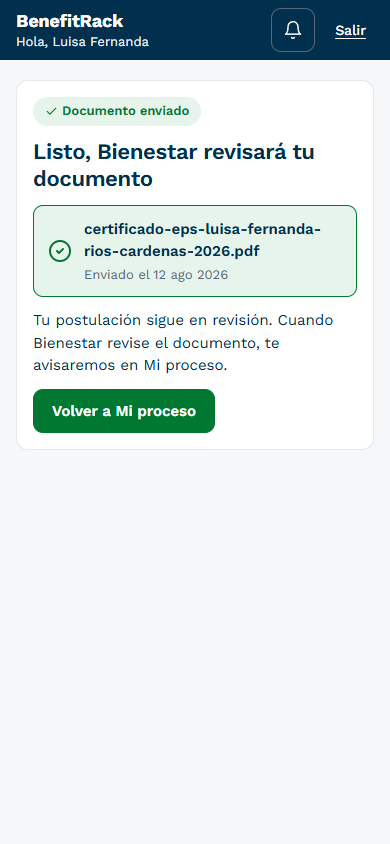 BenefitRack
Hola, Luisa Fernanda
Salir
Documento enviado
Listo, Bienestar revisará tu
documento
certificado-eps-luisa-fernanda-
rios-cardenas-2026.pdf
Enviado el 12 ago 2026
Tu postulación sigue en revisión. Cuando
Bienestar revise el documento, te
avisaremos en Mi proceso.
Volver a Mi proceso